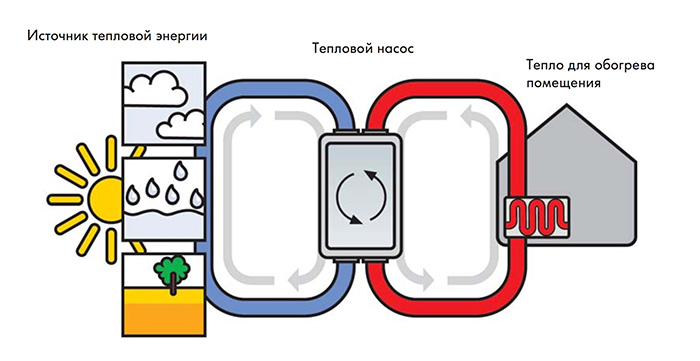 Источник тепловой энергии
Тепловой насос
Тепло для обогрева
помещения